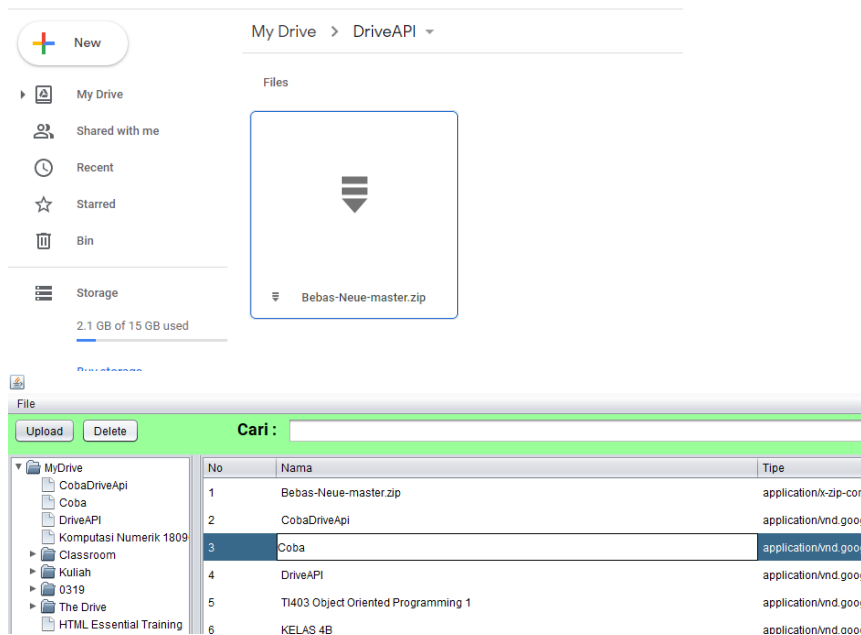 New
My Drive > DriveAPI
Files
My Drive
Shared with me
Recent
Starred
Bin
Bebas-Neue-master.zip
Storage
2.1 GB of 15 GB used
Buy storage
File
Upload Delete Cari :
MyDrive
CobaDriveApi
Coba
DriveAPI
Komputasi Numerik 1809
Classroom
Kuliah
0319
The Drive
HTML Essential Training
No Nama Tipe
1 Bebas-Neue-master.zip application/x-zip-cor
2 CobaDriveApi application/vnd.goo
3 Coba application/vnd.goo
4 DriveAPI application/vnd.goo
5 TI403 Object Oriented Programming 1 application/vnd.goo
6 KELAS 4B application/vnd.goo